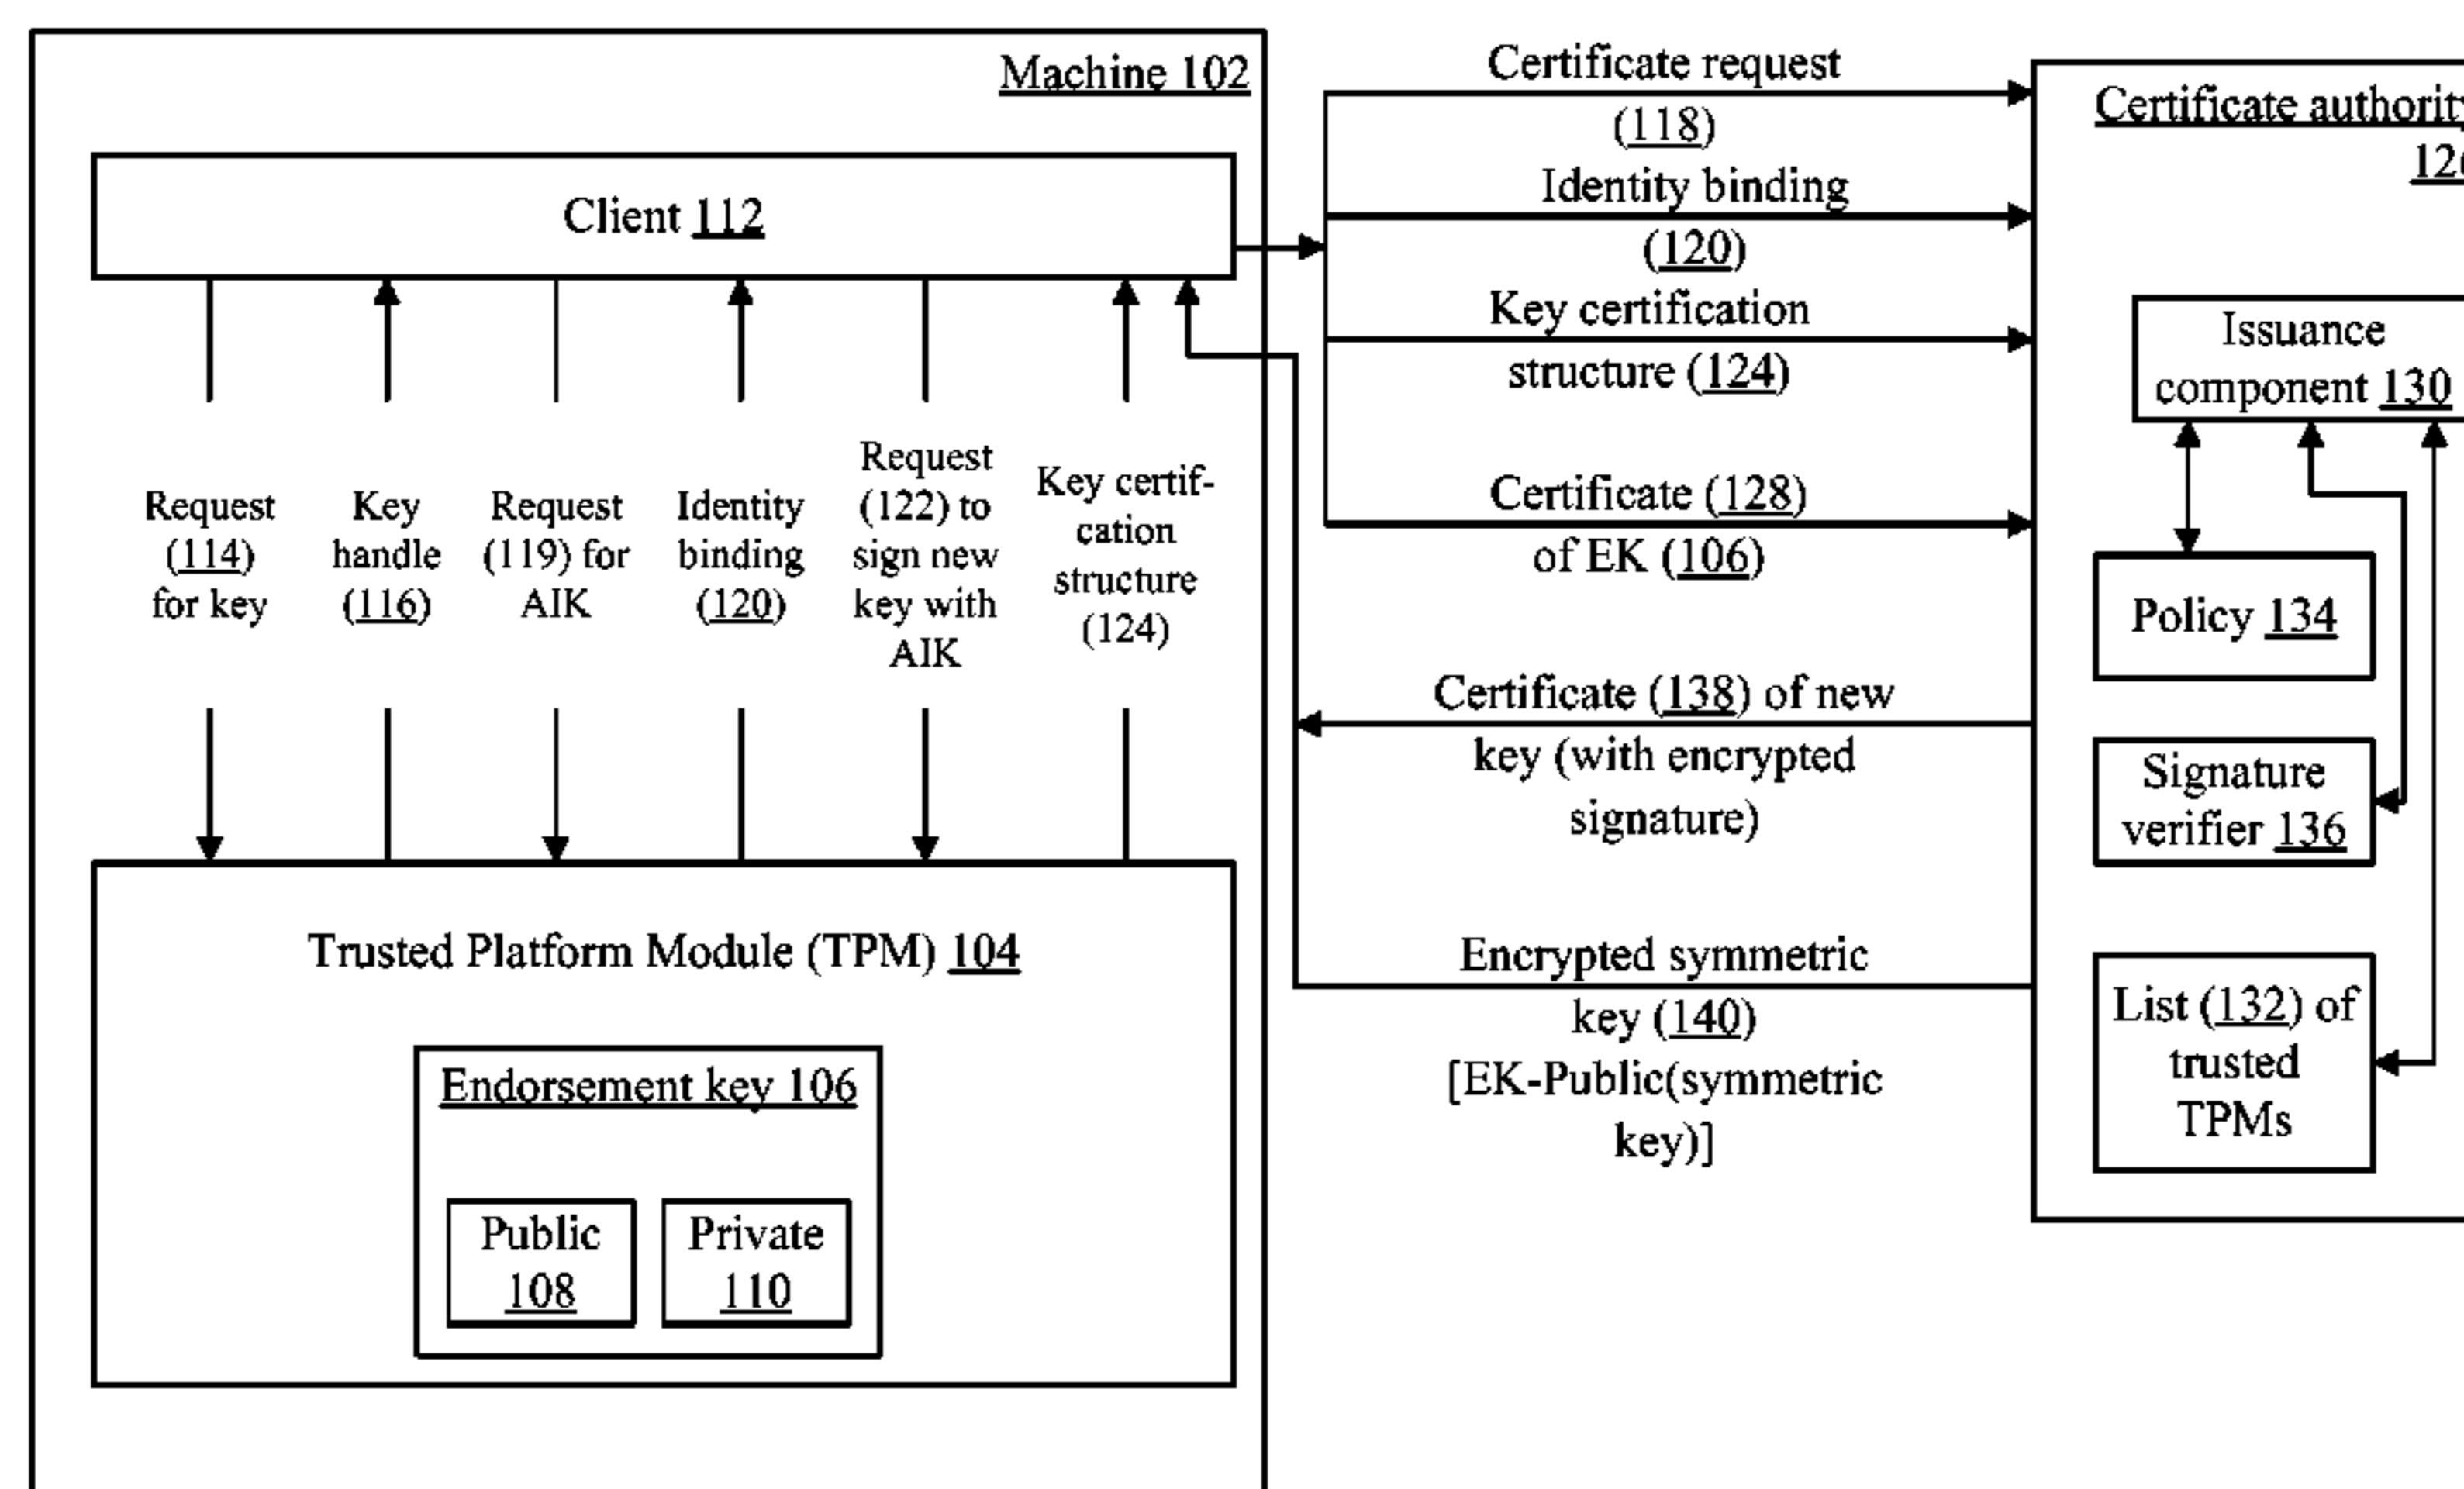 Machine 102
Client 112
Request
(114)
for key
Key
handle
(116)
Request
(119) for
AIK
Identity
binding
(120)
Request
(122) to
sign new
key with
AIK
Key certif-
cation
structure
(124)
Trusted Platform Module (TPM) 104
Endorsement key 106
Public
108
Private
110
Certificate request
(118)
Identity binding
(120)
Key certification
structure (124)
Certificate (128)
of EK (106)
Certificate (138) of new
key (with encrypted
signature)
Encrypted symmetric
key (140)
[EK-Public(symmetric
key)]
Certificate authority
Issuance
component 130
Policy 134
Signature
verifier 136
List (132) of
trusted
TPMs